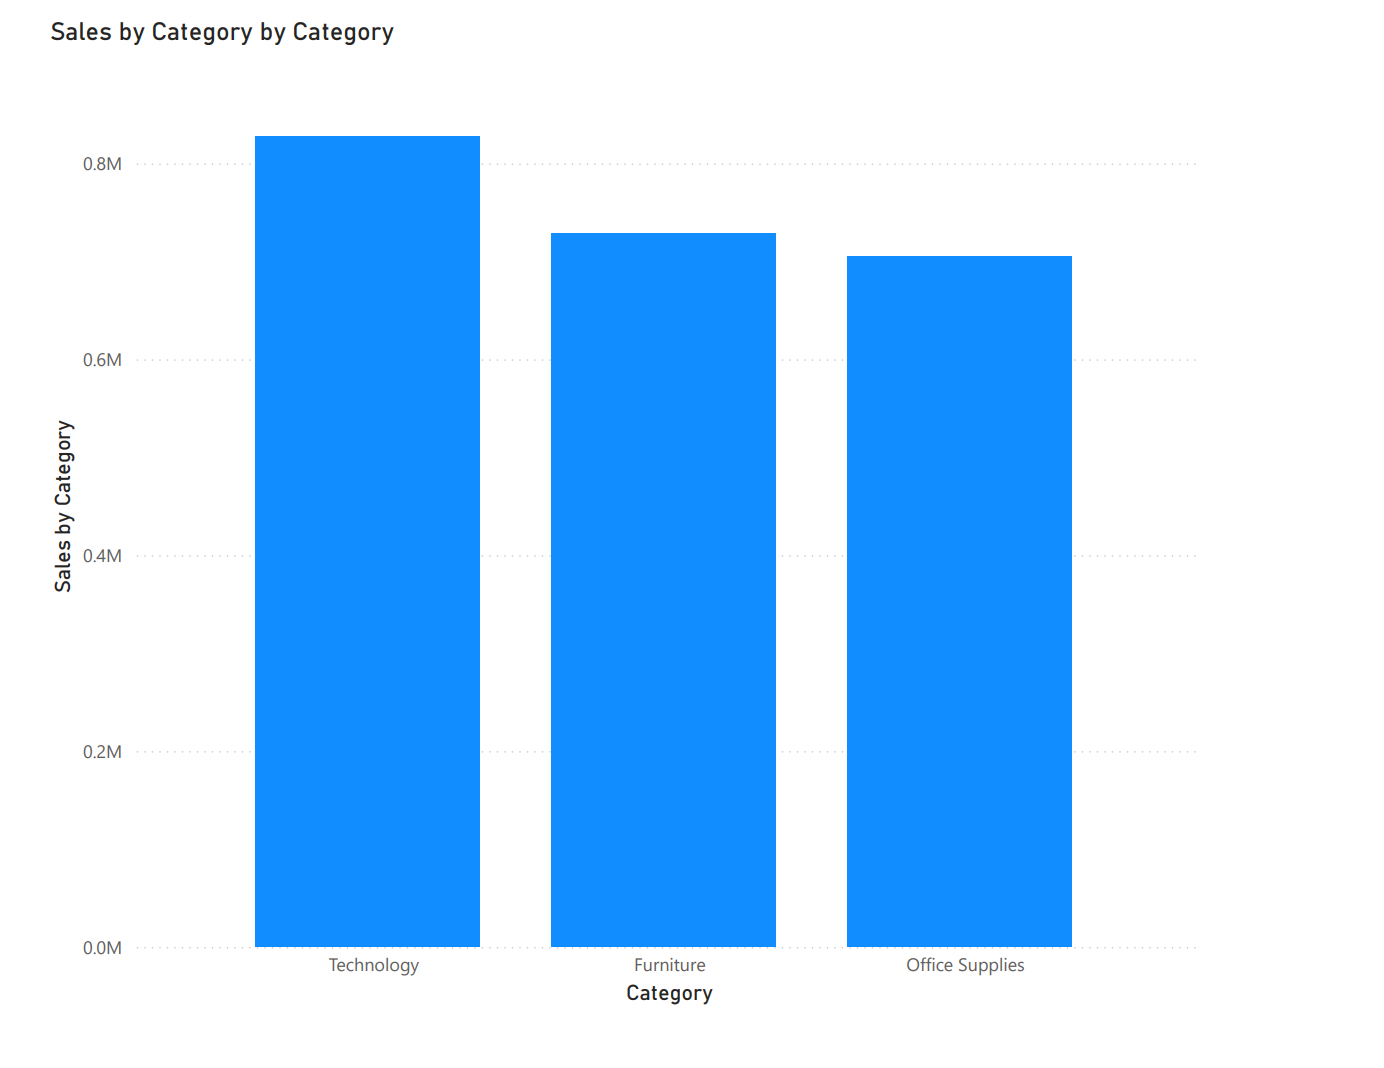 Sales by Category by Category
0.8M
0.6M
0.4M
0.2M
0.0M
Sales by Category
Technology
Furniture
Office Supplies
Category